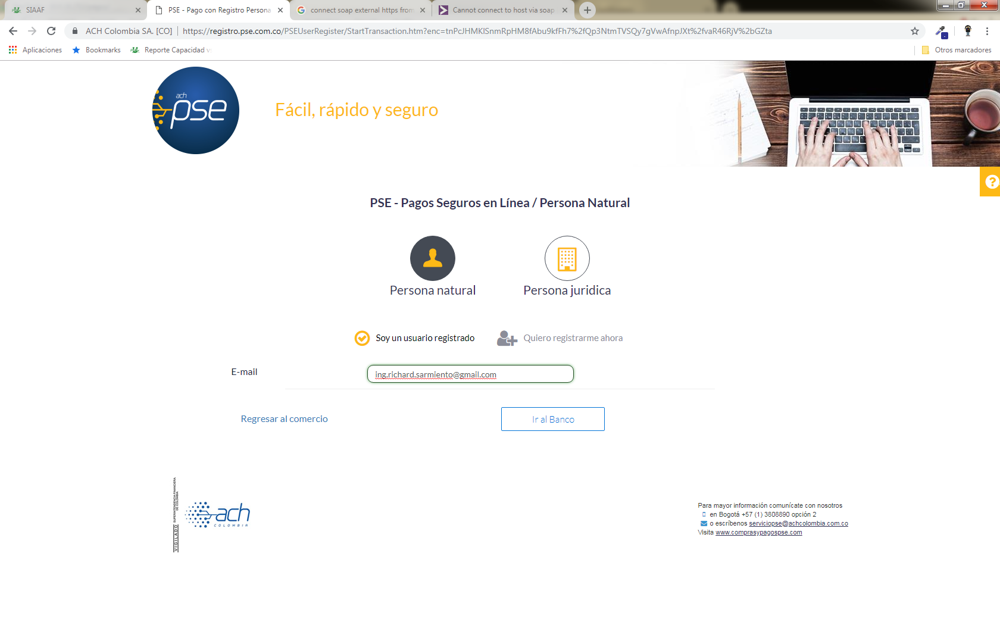 SIAAF
PSE - Pago con Registro Persona
connect soap external https from
Cannot connect to host via soap
ACH Colombia SA. [CO]
https://registro.pse.com.co/PSEUserRegister/StartTransaction.htm?enc=tnPcJHMKISnmRpHM8fAbu9kfFh7%2fQp3NtmTVSQy7gVwAfnpJXt%2fvaR46RjV%2bGZta
Aplicaciones
Bookmarks
Reporte Capacidad vs
Otros marcadores
ach
pse
Fácil, rápido y seguro
PSE - Pagos Seguros en Línea / Persona Natural
Persona natural
Persona juridica
Soy un usuario registrado
Quiero registrarme ahora
E-mail
ing.richard.sarmiento@gmail.com
Regresar al comercio
Ir al Banco
VIGILADO SUPERINTENDENCIA FINANCIERA
DE COLOMBIA
ach
COLOMBIA
Para mayor información comunícate con nosotros
en Bogotá +57 (1) 3808890 opción 2
o escríbenos serviciopse@achcolombia.com.co
Visita www.comprasypagospse.com